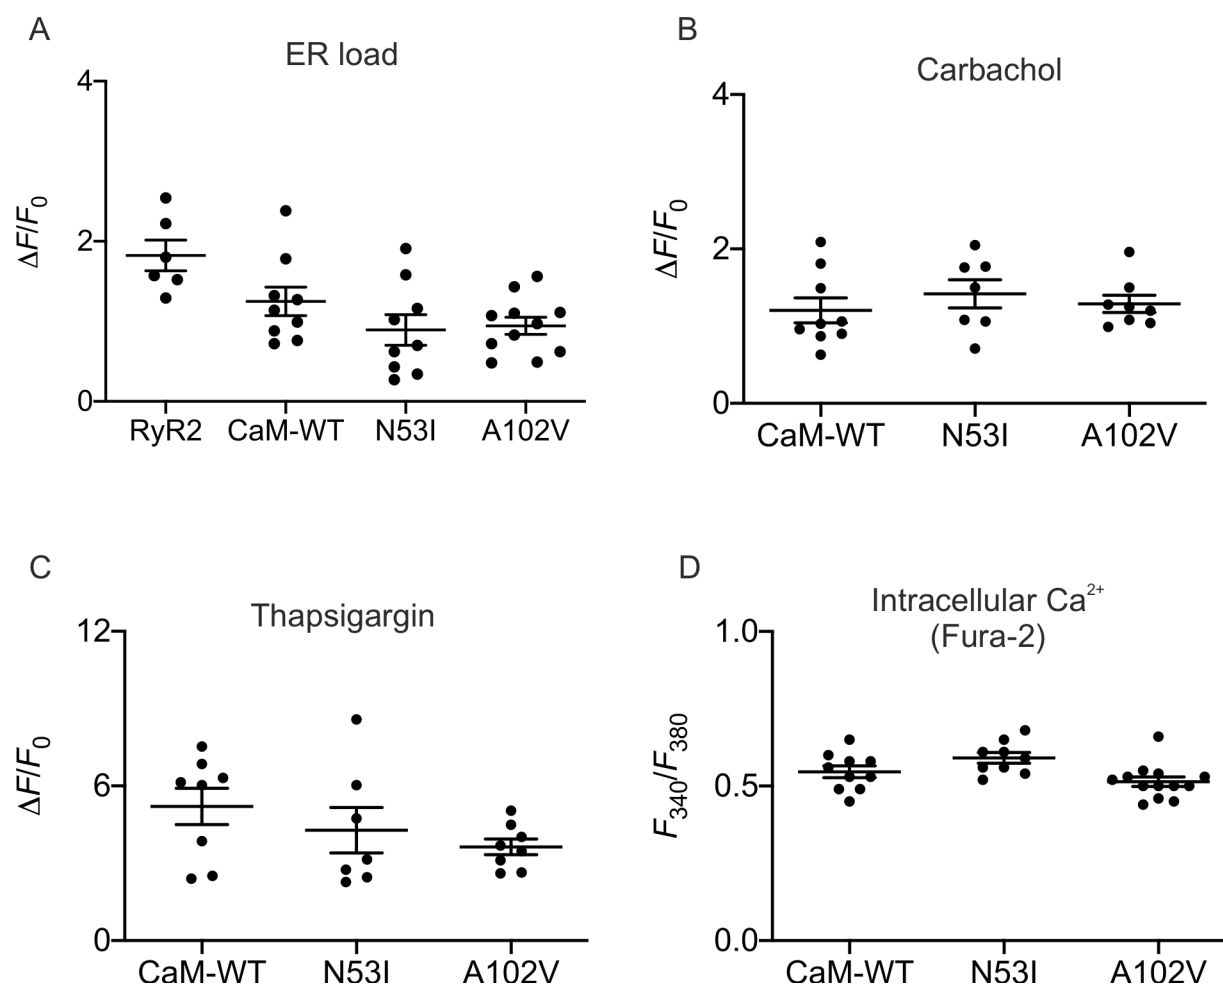 A
ER load
4
2
0
ΔF/F0
RyR2 CaM-WT N53I A102V
B
Carbachol
4
2
0
ΔF/F0
CaM-WT N53I A102V
C
Thapsigargin
12
6
0
ΔF/F0
CaM-WT N53I A102V
D
Intracellular Ca2+
(Fura-2)
1.0
0.5
0.0
F340/F380
CaM-WT N53I A102V